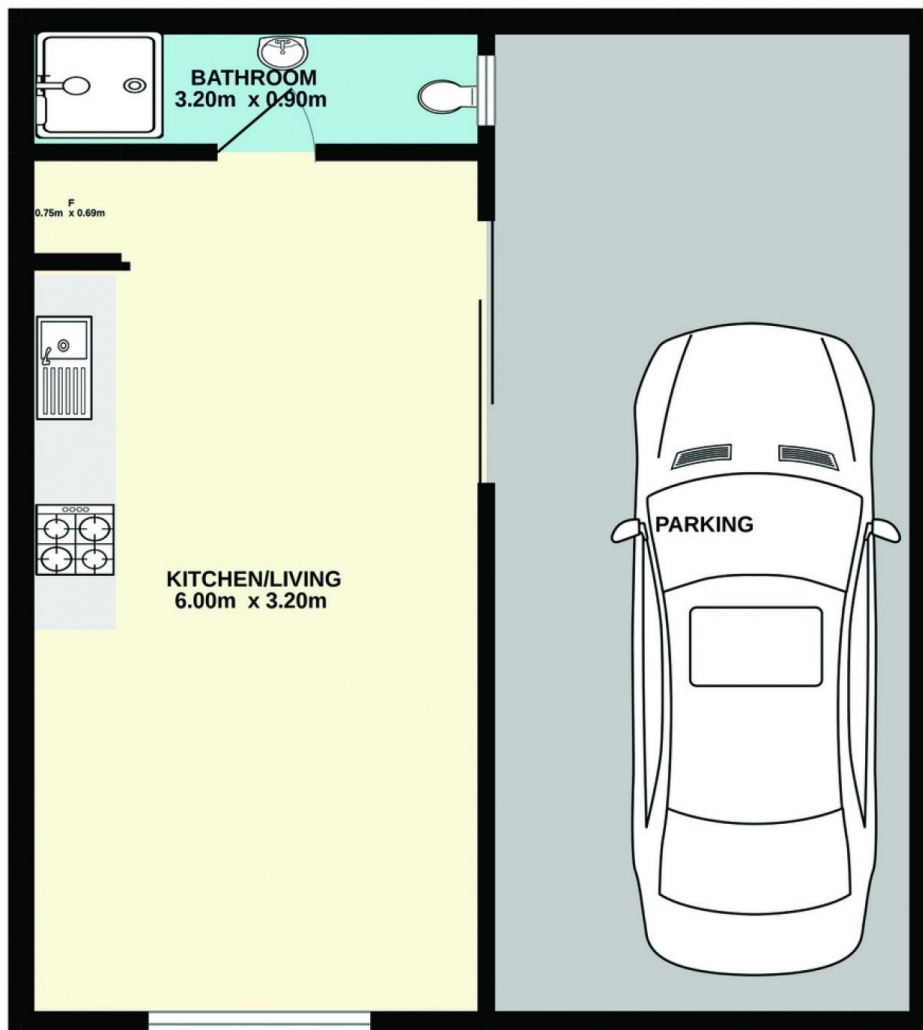 BATHROOM
3.20m x 0.90m
F
0.75m x 0.69m
PARKING
KITCHEN/LIVING
6.00m x 3.20m